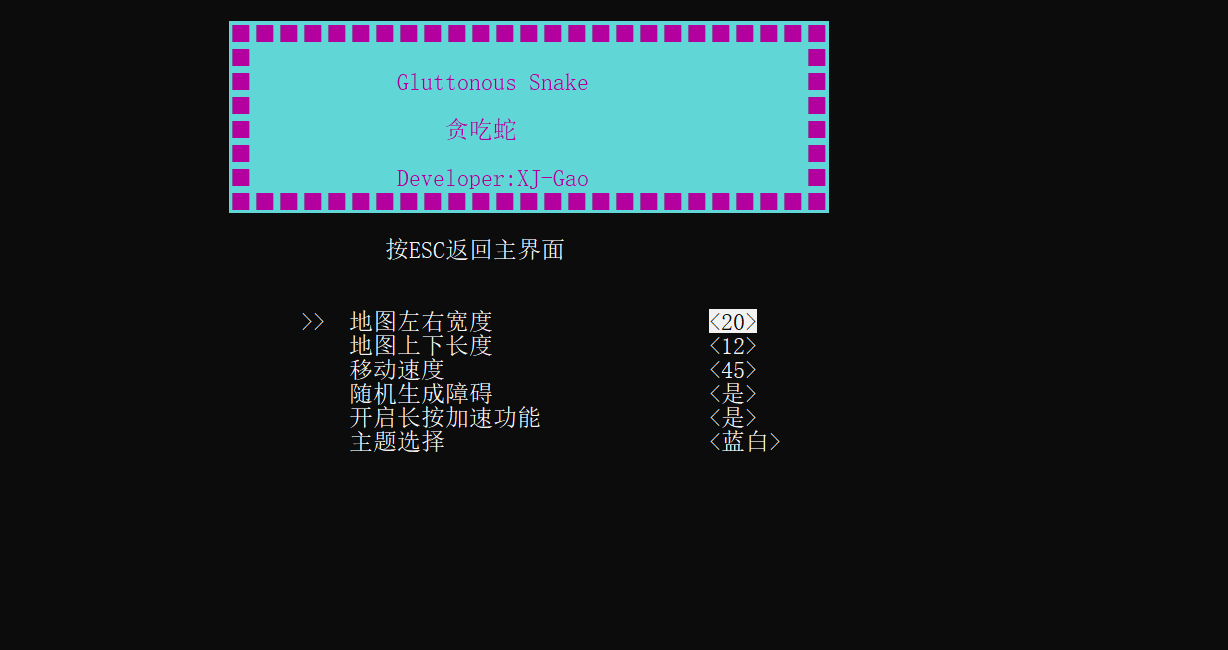 Gluttonous Snake
贪吃蛇
Developer:XJ-Gao
按ESC返回主界面
>> 地图左右宽度 <20>
地图上下长度 <12>
移动速度 <45>
随机生成障碍 <是>
开启长按加速功能 <是>
主题选择 <蓝白>